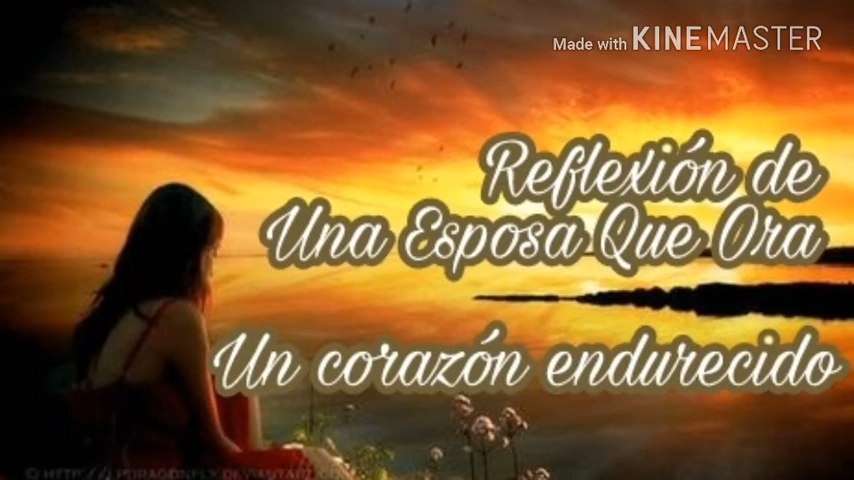 Made with KINEMASTER
Reflexión de
Una Esposa Que Ora
Un corazón endurecido